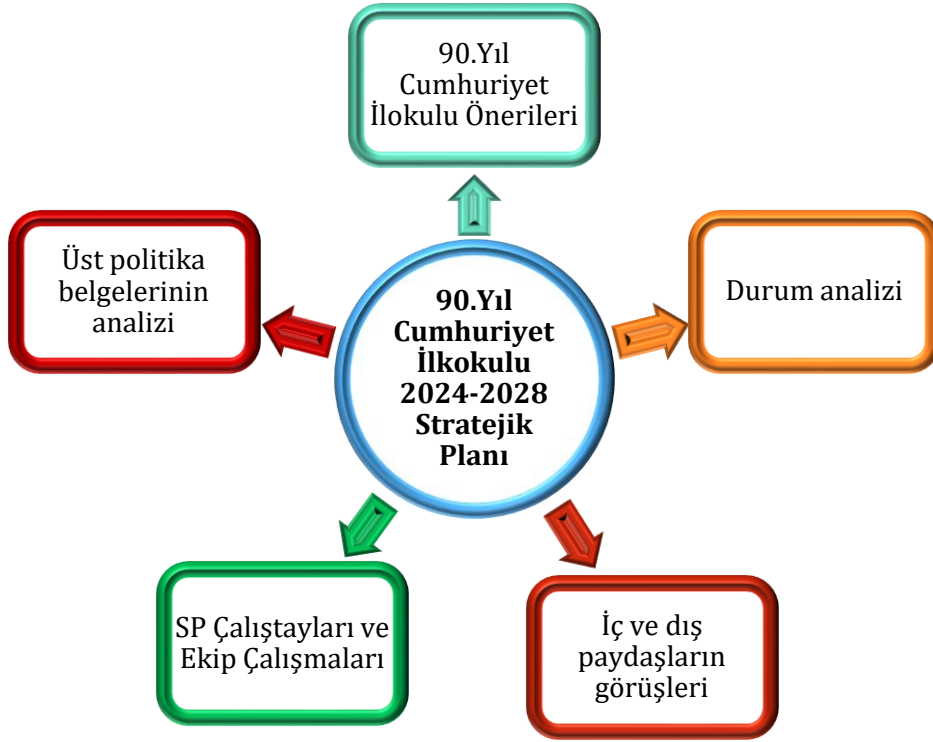 90.Yıl
Cumhuriyet
İlokulu Önerileri
Üst politika
belgelerinin
analizi
90.Yıl
Cumhuriyet
İlkokulu
2024-2028
Stratejik
Planı
Durum analizi
SP Çalıştayları ve
Ekip Çalışmaları
İç ve dış
paydaşların
görüşleri